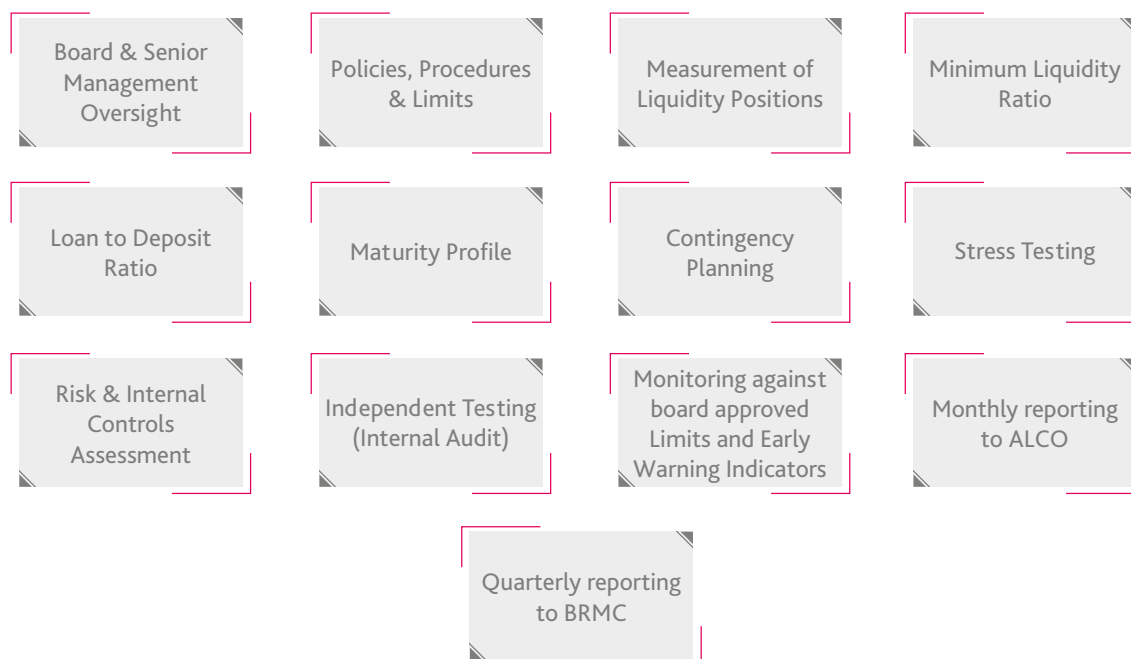 Board & Senior
Management
Oversight
Policies, Procedures
& Limits
Measurement of
Liquidity Positions
Minimum Liquidity
Ratio
Loan to Deposit
Ratio
Maturity Profile
Contingency
Planning
Stress Testing
Risk & Internal
Controls
Assessment
Independent Testing
(Internal Audit)
Monitoring against
board approved
Limits and Early
Warning Indicators
Monthly reporting
to ALCO
Quarterly reporting
to BRMC